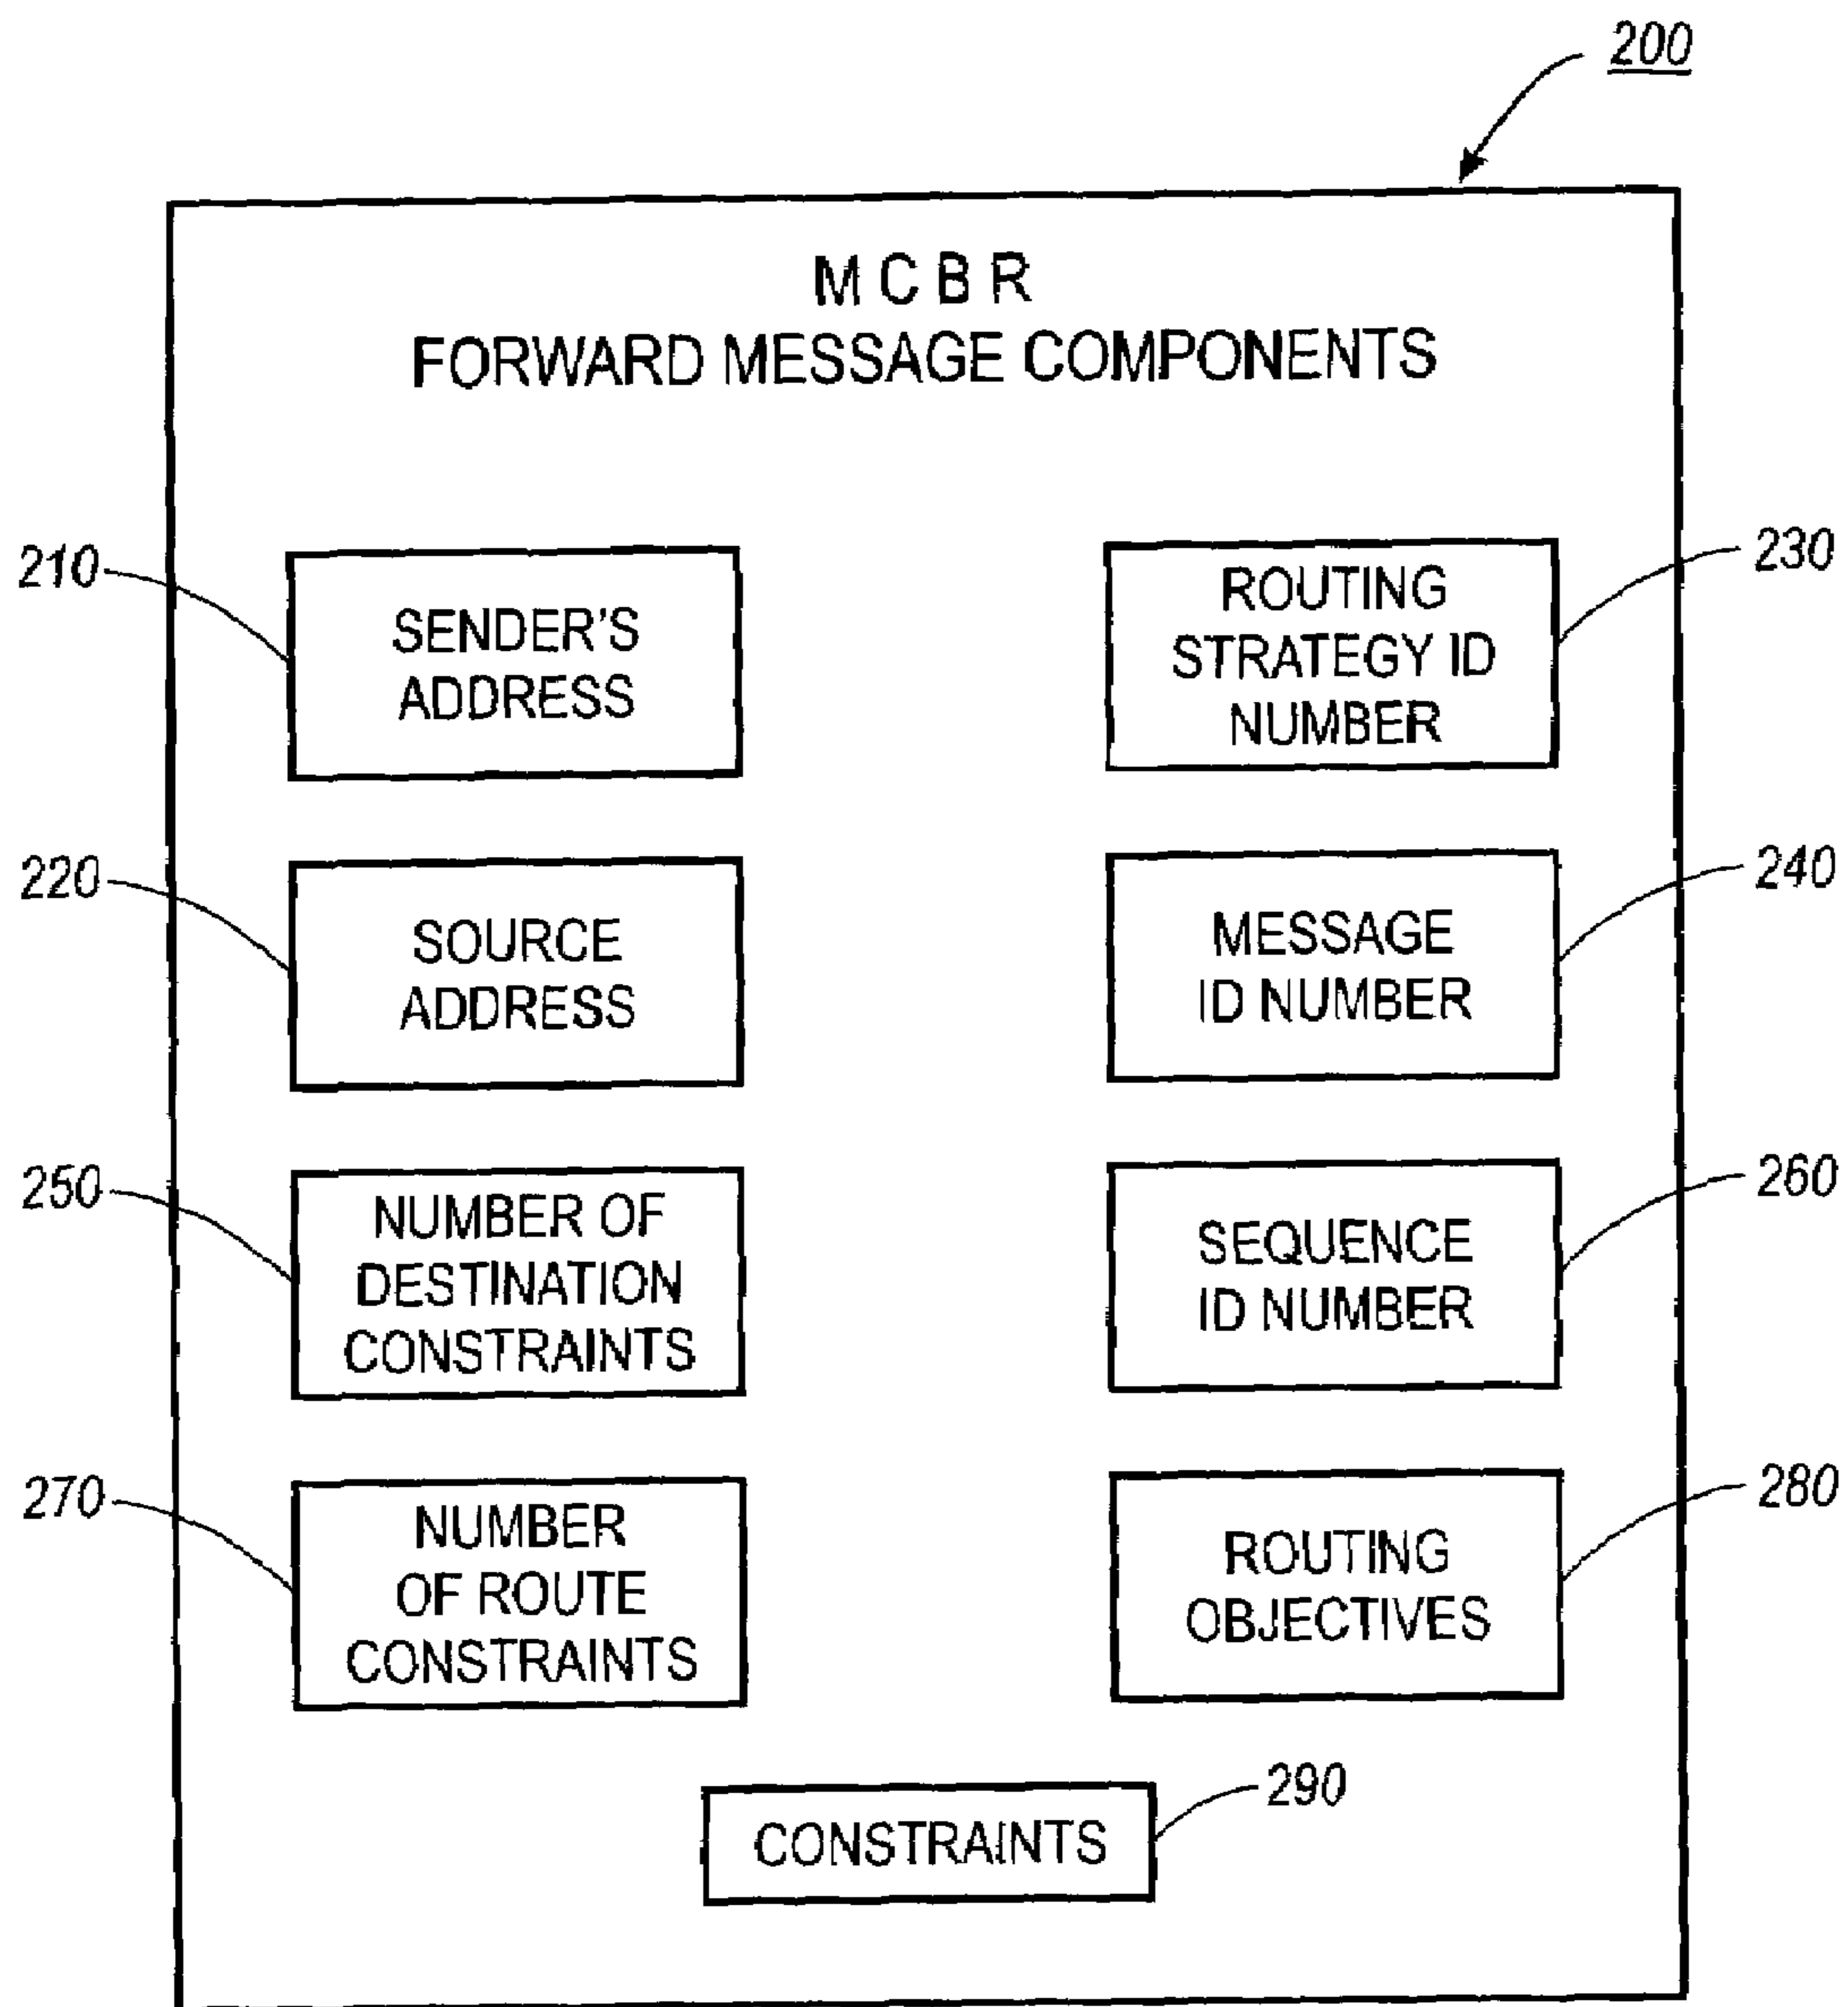 200
M C B R
FORWARD MESSAGE COMPONENTS
210
SENDER'S
ADDRESS
230
ROUTING
STRATEGY ID
NUMBER
220
SOURCE
ADDRESS
240
MESSAGE
ID NUMBER
250
NUMBER OF
DESTINATION
CONSTRAINTS
260
SEQUENCE
ID NUMBER
270
NUMBER
OF ROUTE
CONSTRAINTS
280
ROUTING
OBJECTIVES
290
CONSTRAINTS